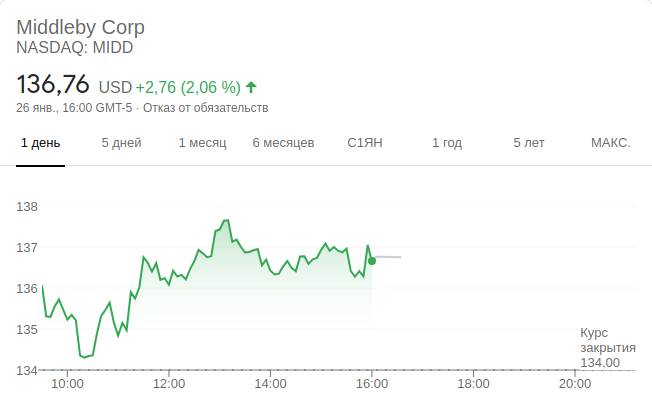 Middleby Corp
NASDAQ: MIDD
136,76 USD +2,76 (2,06 %)
26 янв., 16:00 GMT-5 · Отказ от обязательств
1 день 5 дней 1 месяц 6 месяцев С1ЯН 1 год 5 лет МАКС.
138
137
136
135
134
Курс
закрытия
134,00
10:00 12:00 14:00 16:00 18:00 20:00